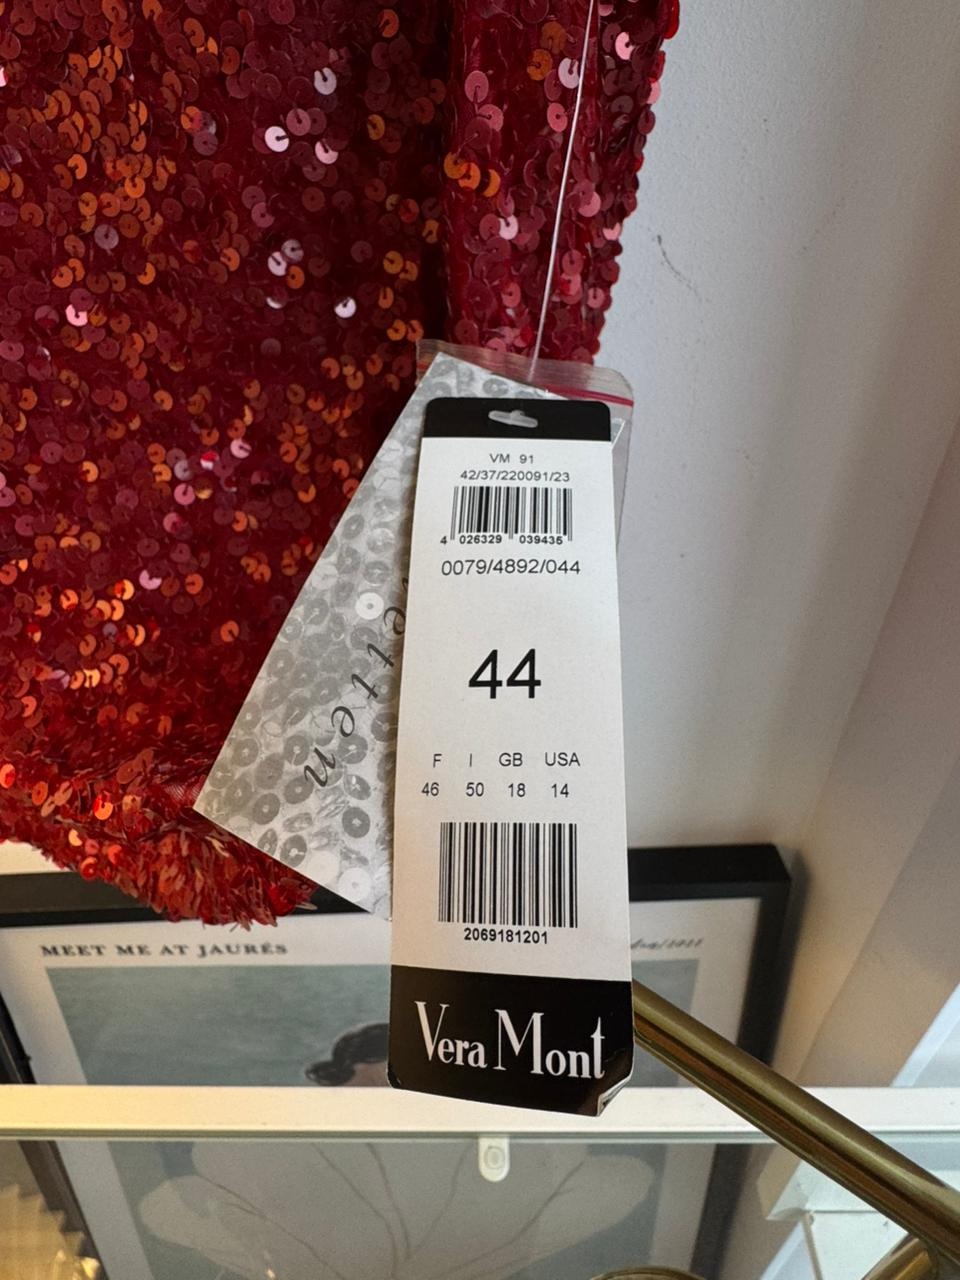 VM 91
42/37/220091/23
4 026329 039435
0079/4892/044
44
F I GB USA
46 50 18 14
2069181201
Vera Mont
etten
MEET ME AT JAURÉS